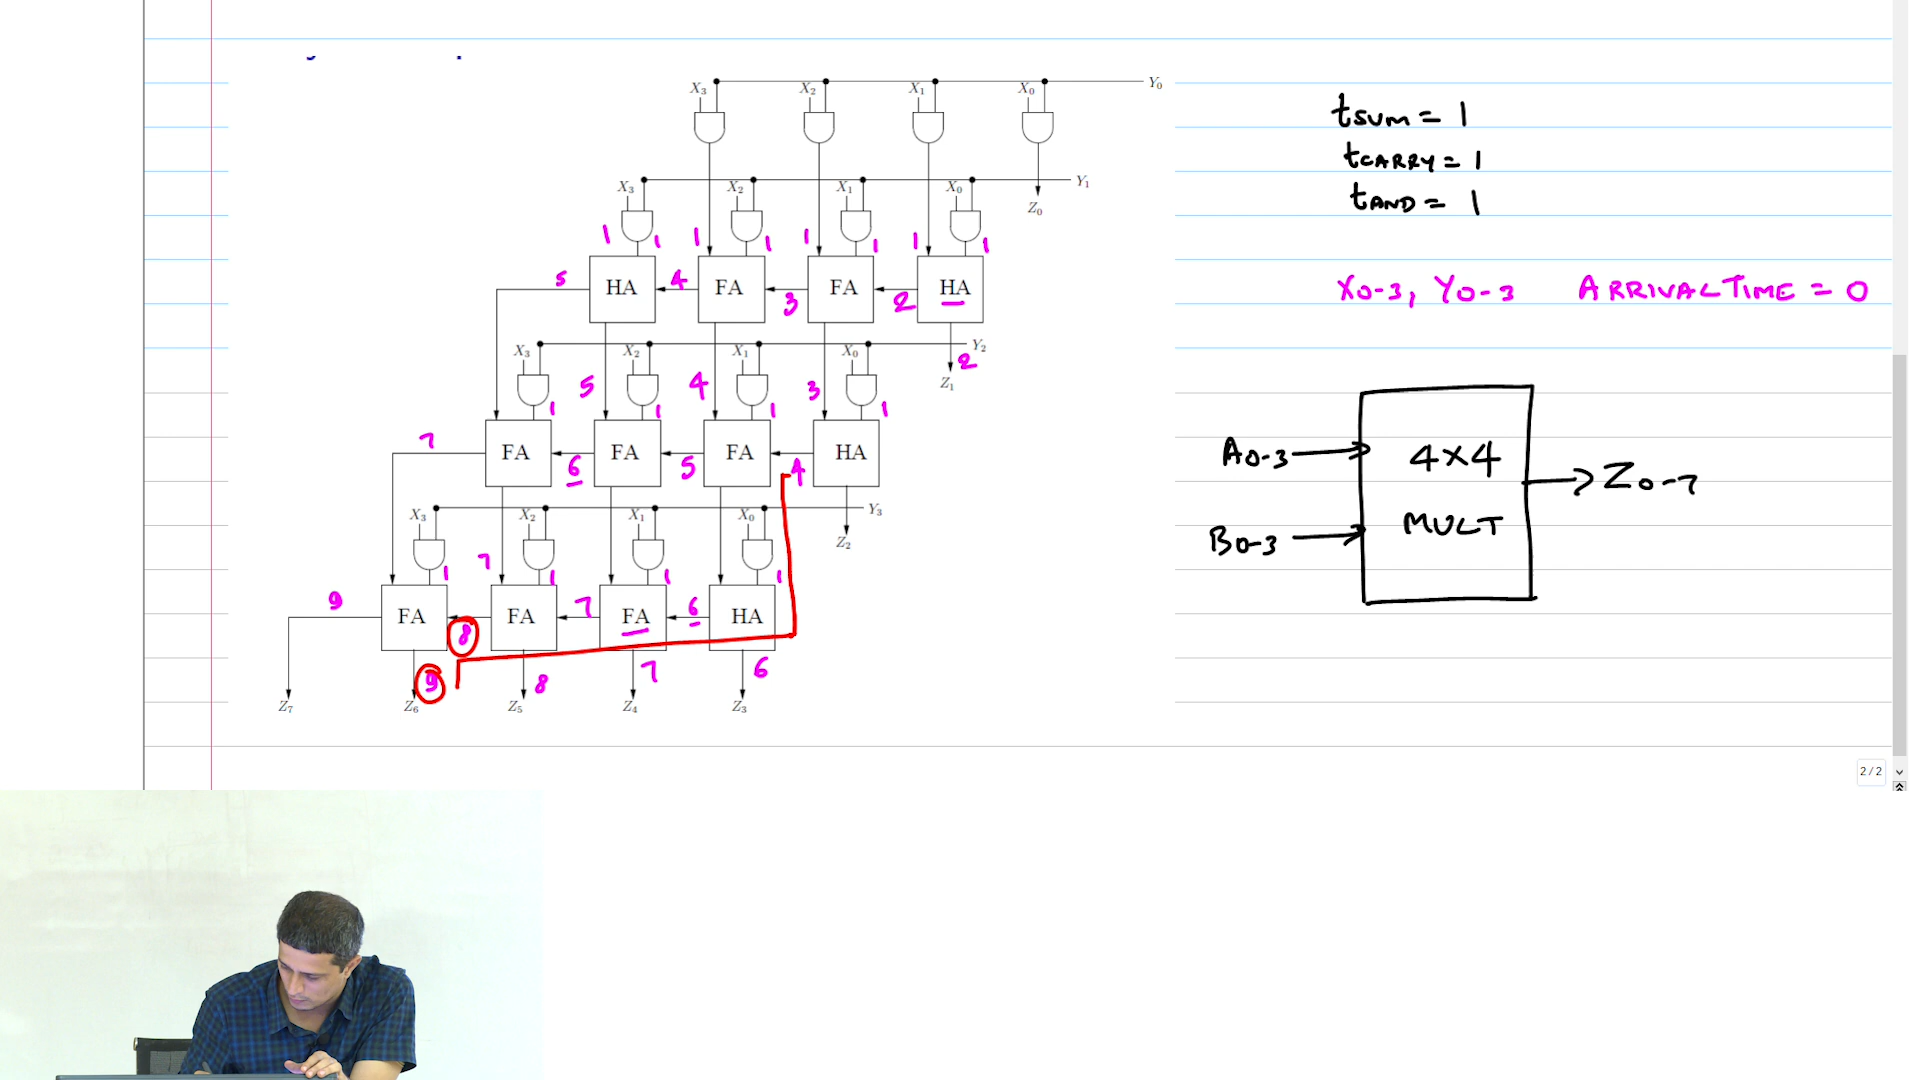 X3 X2 X1 X0 Y0
X3 X2 X1 X0 Y1
Z0
1 1 1 1 1 1 1 1
HA FA FA HA
5 4 3 2
X3 X2 X1 X0 Y2
2
Z1
5 4 3
1 1 1 1
FA FA FA HA
7 6 5 4
X3 X2 X1 X0 Y3
Z2
7
1 1 1 1
FA FA FA HA
9 8 7 6
9 8 7 6
Z7 Z6 Z5 Z4 Z3
tSUM = 1
tCARRY = 1
tAND = 1
X0-3, Y0-3 ARRIVAL TIME = 0
A0-3
B0-3
4X4
MULT
Z0-7
2 / 2